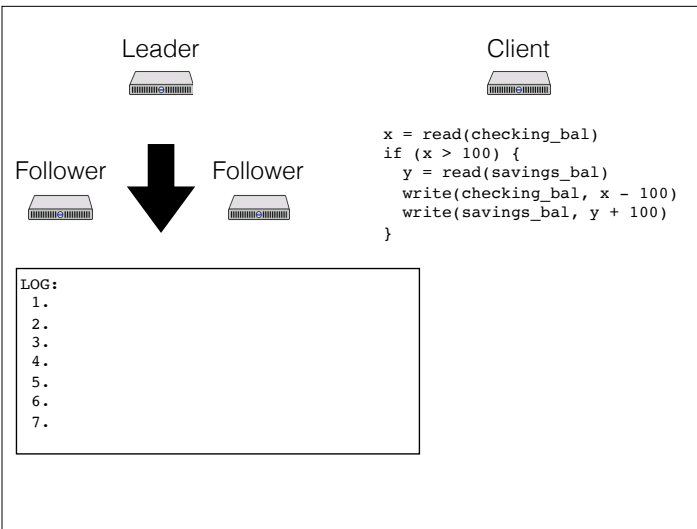 Leader
Client
Follower
Follower
x = read(checking_bal)
if (x > 100) {
  y = read(savings_bal)
  write(checking_bal, x - 100)
  write(savings_bal, y + 100)
}
LOG:
1.
2.
3.
4.
5.
6.
7.